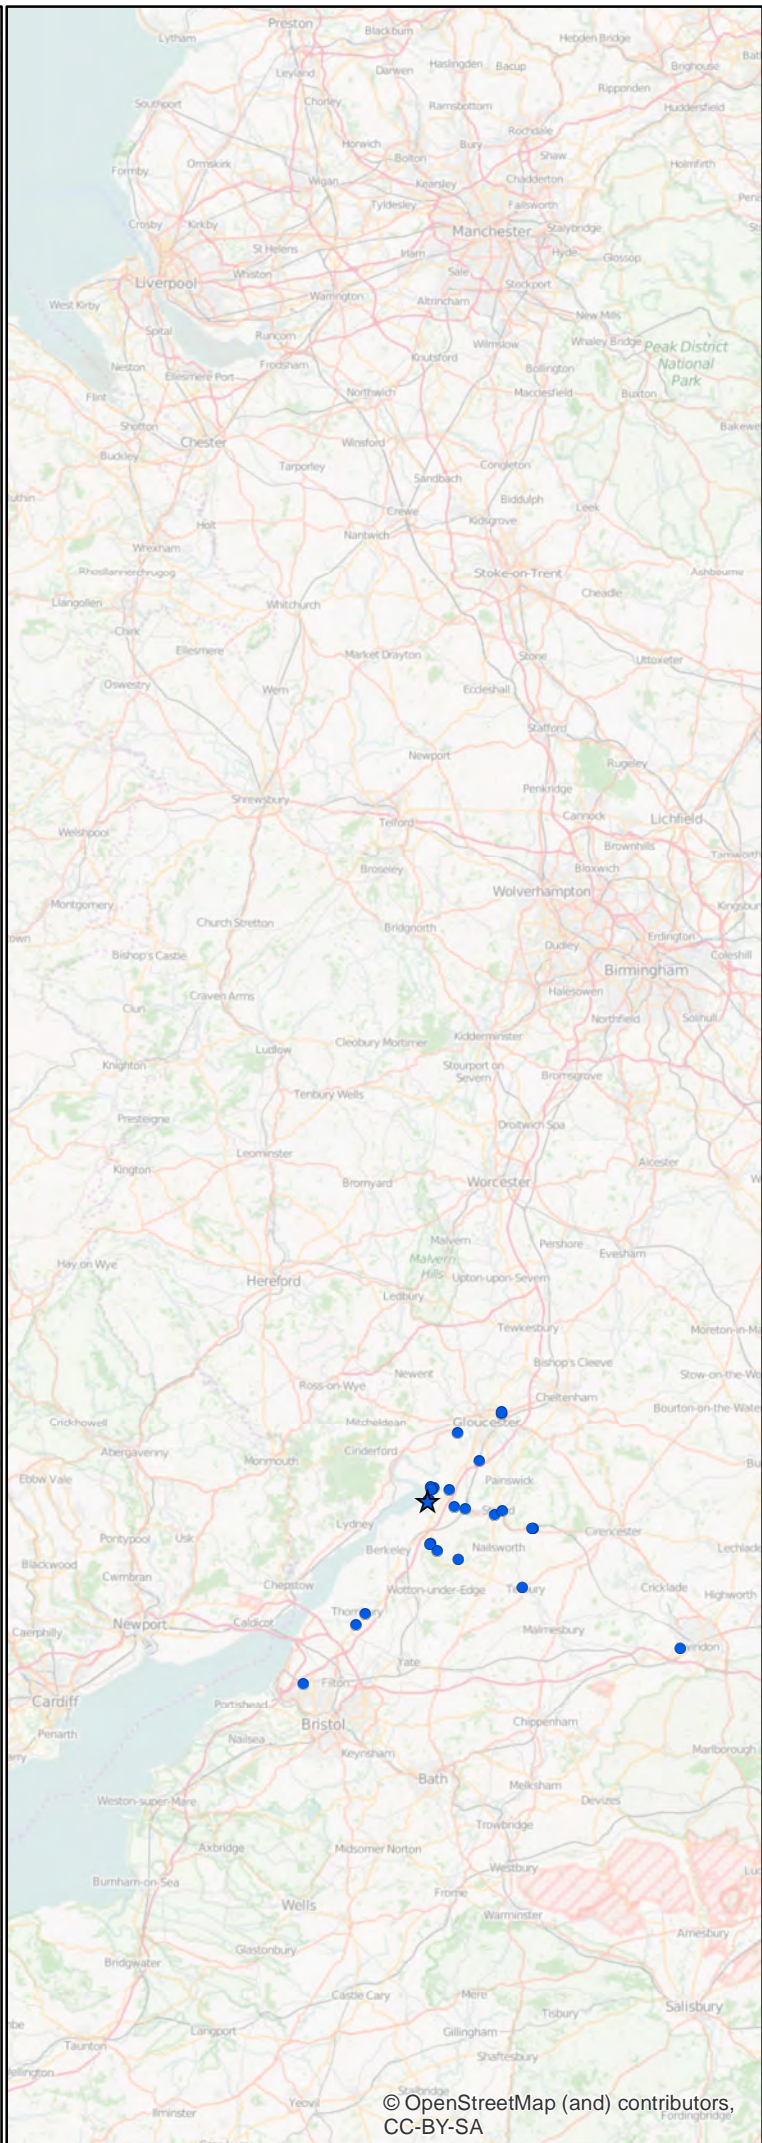 Preston
Blackburn
Hebden Bridge
Lytham
Haslingden
Bacup
Brighouse
Leyland
Darwen
Ripponden
Southport
Chorley
Ramsbottom
Huddersfield
Rochdale
Horwich
Bury
Formby
Ormskirk
Bolton
Shaw
Holmfirth
Wigan
Kearsley
Chadderton
Tyldesley
Failsworth
Crosby
Kirkby
Manchester
Stalybridge
St Helens
Irlam
Hyde
Glossop
Liverpool
Whiston
Sale
Stockport
West Kirby
Warrington
Altrincham
New Mills
Spital
Runcorn
Wilmslow
Whaley Bridge
Peak District
National
Park
Neston
Frodsham
Knutsford
Bollington
Ellesmere Port
Flint
Northwich
Macclesfield
Buxton
Shotton
Chester
Winsford
Buckley
Tarporley
Congleton
Sandbach
Biddulph
Holt
Crewe
Kidsgrove
Leek
Nantwich
Wrexham
Rhosllannerchrugog
Stoke-on-Trent
Ashbourne
Llangollen
Whitchurch
Cheadle
Chirk
Ellesmere
Market Drayton
Stone
Uttoxeter
Oswestry
Wem
Eccleshall
Stafford
Newport
Rugeley
Shrewsbury
Penkridge
Welshpool
Telford
Cannock
Lichfield
Broseley
Brownhills
Tamworth
Bloxwich
Wolverhampton
Montgomery
Church Stretton
Bridgnorth
Dudley
Erdington
Coleshill
Bishop's Castle
Birmingham
Craven Arms
Halesowen
Clun
Northfield
Solihull
Ludlow
Cleobury Mortimer
Kidderminster
Knighton
Stourport on
Severn
Bromsgrove
Tenbury Wells
Presteigne
Droitwich Spa
Leominster
Alcester
Kington
Bromyard
Worcester
Malvern
Pershore
Hay on Wye
Malvern
Hills
Evesham
Hereford
Upton-upon-Severn
Ledbury
Tewkesbury
Bishop's Cleeve
Ross-on-Wye
Newent
Cheltenham
Crickhowell
Mitcheldean
Gloucester
Abergavenny
Monmouth
Cinderford
Ebbw Vale
Painswick
Lydney
Cirencester
Pontypool
Usk
Berkeley
Nailsworth
Blackwood
Cwmbran
Chepstow
Wotton-under-Edge
Cricklade
Highworth
Newport
Caldicot
Caerphilly
Malmesbury
Yate
Cardiff
Filton
Portishead
Bristol
Chippenham
Penarth
Nailsea
Keynsham
Marlborough
Bath
Weston-super-Mare
Melksham
Devizes
Trowbridge
Axbridge
Midsomer Norton
Westbury
Burnham-on-Sea
Frome
Wells
Warminster
Amesbury
Glastonbury
Bridgwater
Castle Cary
Mere
Salisbury
Tisbury
Taunton
Langport
Gillingham
Shaftesbury
Yeovil
Ilminster
© OpenStreetMap (and) contributors,
CC-BY-SA
Fordingbridge